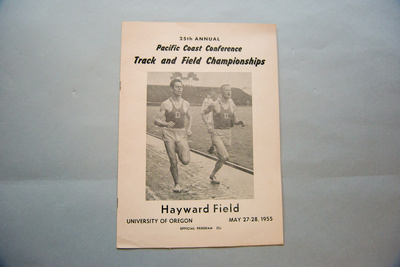 25th ANNUAL
Pacific Coast Conference
Track and Field Championships
Hayward Field
UNIVERSITY OF OREGON MAY 27-28, 1955
OFFICIAL PROGRAM